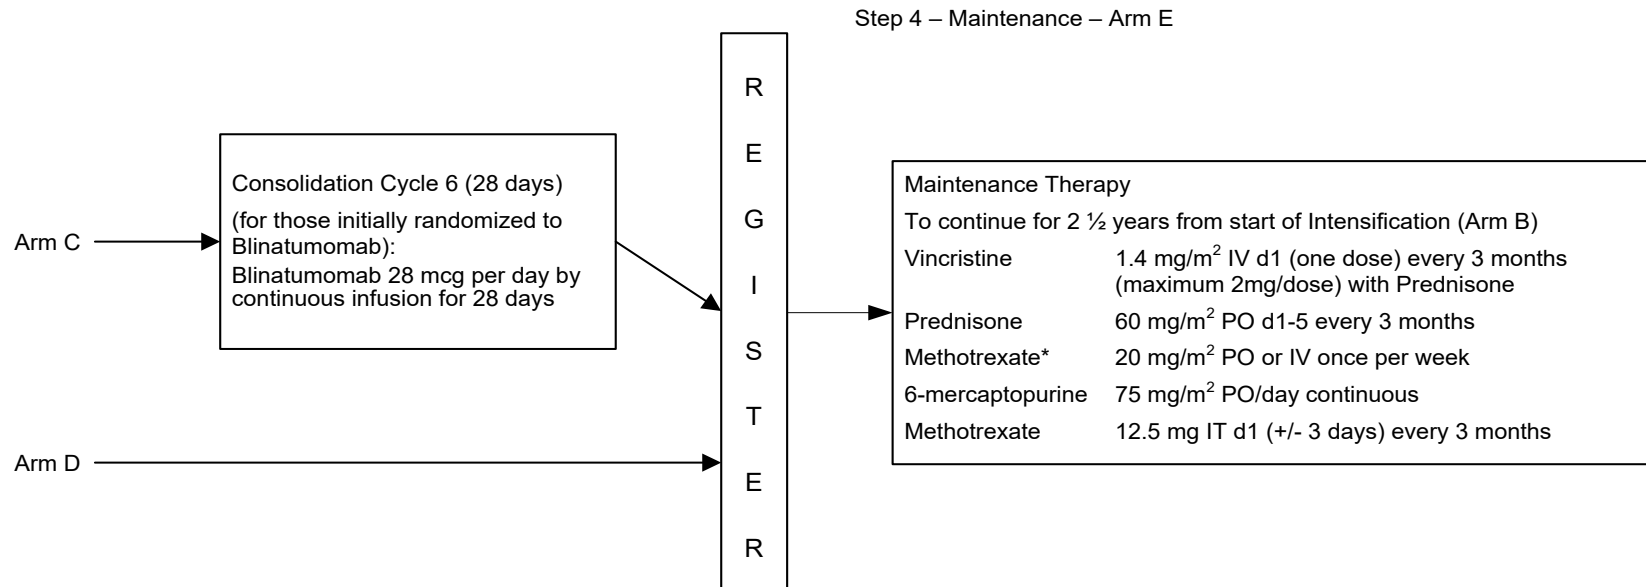 Step 4 – Maintenance – Arm E
Arm C
Consolidation Cycle 6 (28 days)
(for those initially randomized to
Blinatumomab):
Blinatumomab 28 mcg per day by
continuous infusion for 28 days
Arm D
R
E
G
I
S
T
E
R
Maintenance Therapy
To continue for 2 ½ years from start of Intensification (Arm B)
Vincristine 1.4 mg/m² IV d1 (one dose) every 3 months
(maximum 2mg/dose) with Prednisone
Prednisone 60 mg/m² PO d1-5 every 3 months
Methotrexate* 20 mg/m² PO or IV once per week
6-mercaptopurine 75 mg/m² PO/day continuous
Methotrexate 12.5 mg IT d1 (+/- 3 days) every 3 months